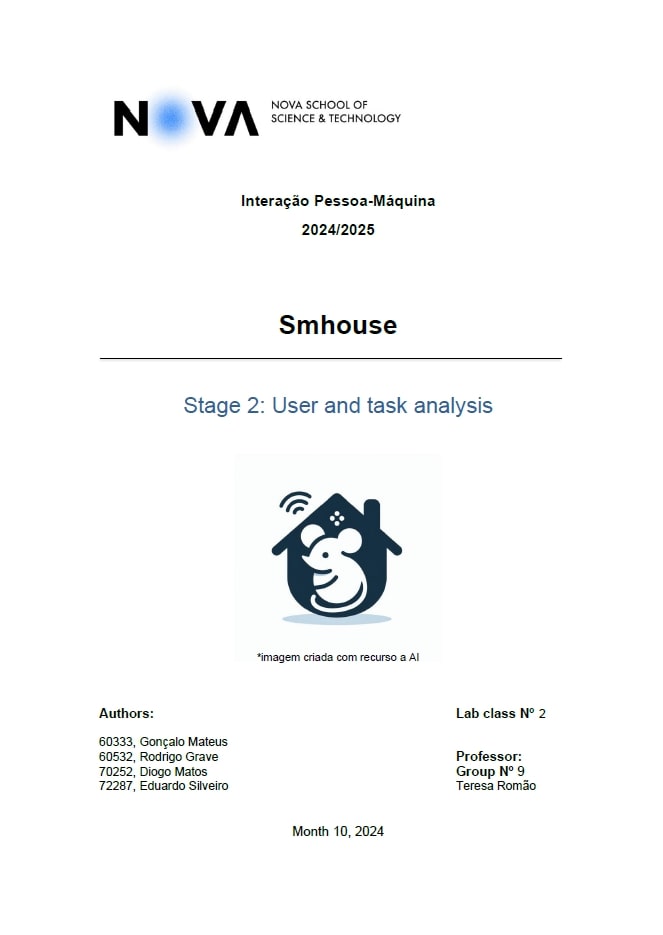 NOVA
NOVA SCHOOL OF
SCIENCE & TECHNOLOGY
Interação Pessoa-Máquina
2024/2025
Smhouse
Stage 2: User and task analysis
*imagem criada com recurso a AI
Authors:
60333, Gonçalo Mateus
60532, Rodrigo Grave
70252, Diogo Matos
72287, Eduardo Silveiro
Lab class Nº 2
Professor:
Group Nº 9
Teresa Romão
Month 10, 2024